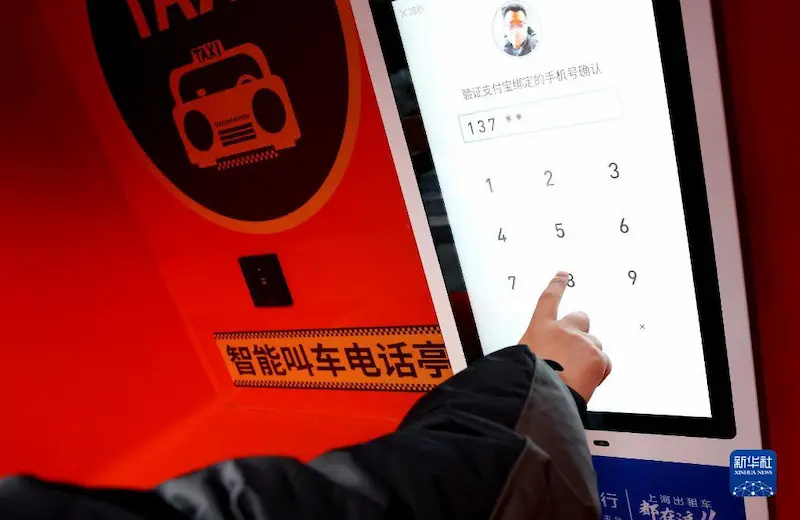 TAXI
TAXI
智能叫车电话亭
验证支付宝绑定的手机号确认
137 **
1 2 3
4 5 6
7 8 9
×
上海出租车
新华社
XINHUA NEWS